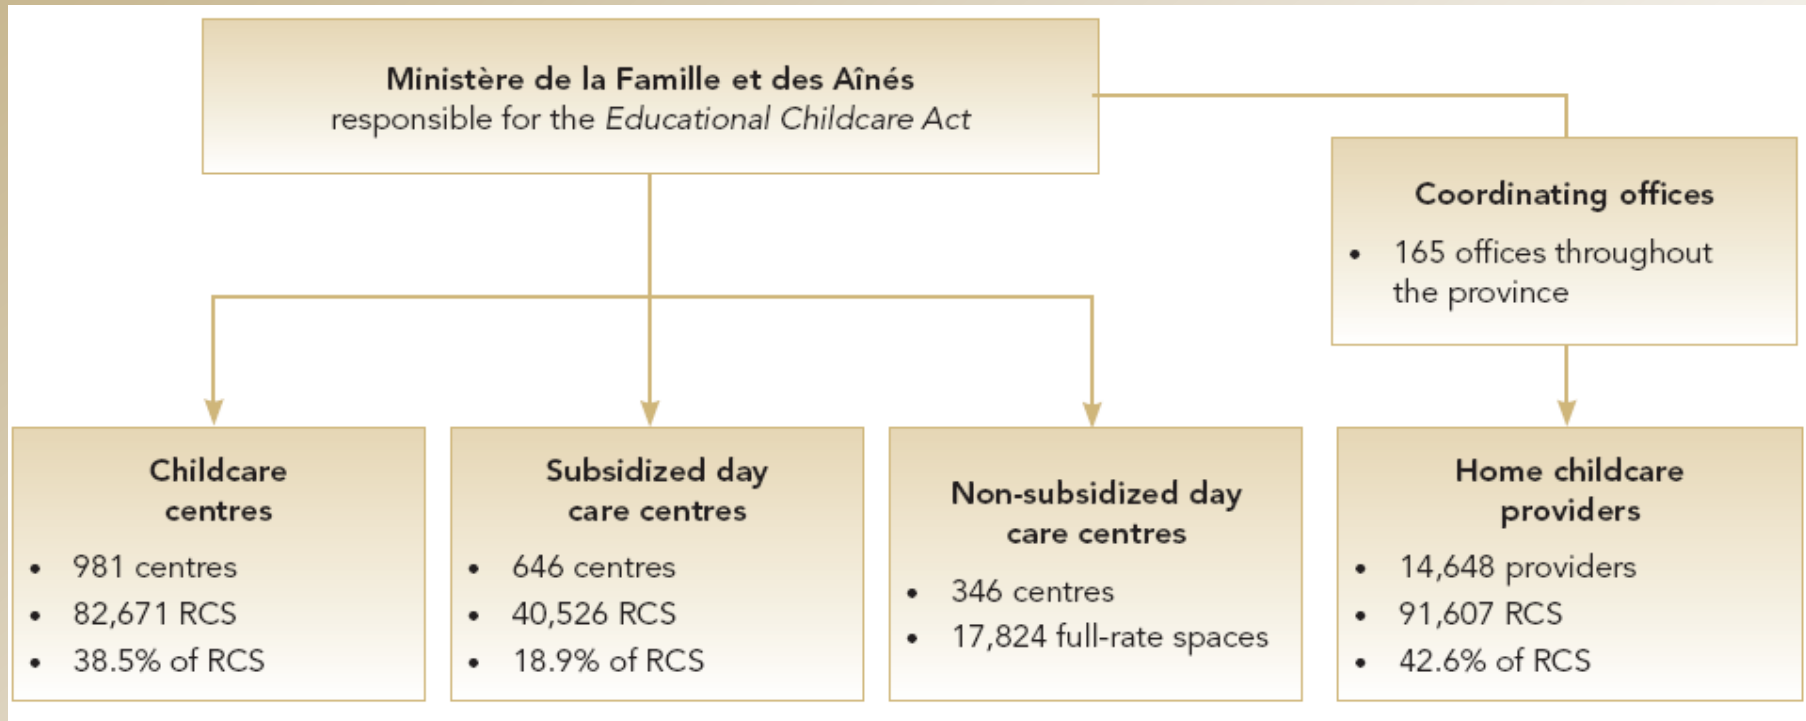 Ministère de la Famille et des Aînés
responsible for the Educational Childcare Act
Coordinating offices
• 165 offices throughout
the province
Childcare
centres
• 981 centres
• 82,671 RCS
• 38.5% of RCS
Subsidized day
care centres
• 646 centres
• 40,526 RCS
• 18.9% of RCS
Non-subsidized day
care centres
• 346 centres
• 17,824 full-rate spaces
Home childcare
providers
• 14,648 providers
• 91,607 RCS
• 42.6% of RCS